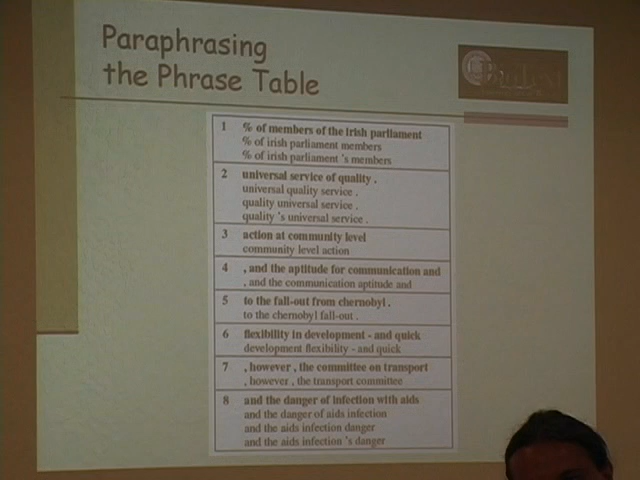 Paraphrasing
the Phrase Table
BioText
1 % of members of the irish parliament
% of irish parliament members
% of irish parliament 's members
2 universal service of quality .
universal quality service .
quality universal service .
quality 's universal service .
3 action at community level
community level action
4 , and the aptitude for communication and
, and the communication aptitude and
5 to the fall-out from chernobyl .
to the chernobyl fall-out .
6 flexibility in development - and quick
development flexibility - and quick
7 , however , the committee on transport
, however , the transport committee
8 and the danger of infection with aids
and the danger of aids infection
and the aids infection danger
and the aids infection 's danger